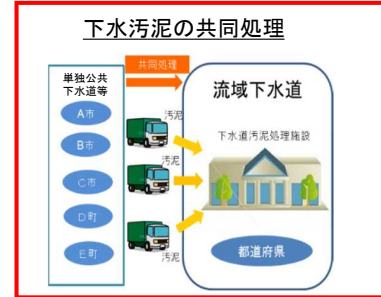 下水汚泥の共同処理
共同処理
単独公共
下水道等
A市
B市
C市
D町
E町
汚泥
汚泥
汚泥
流域下水道
下水道汚泥処理施設
都道府県